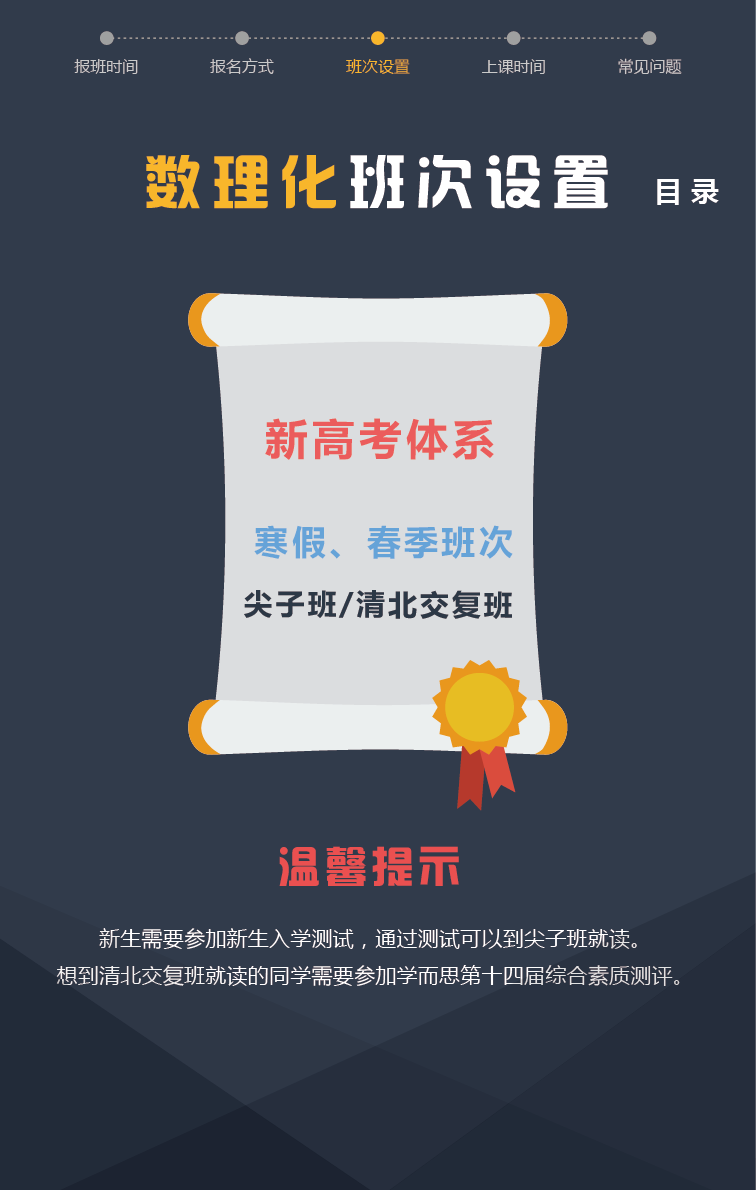 报班时间 报名方式 班次设置 上课时间 常见问题
数理化班次设置 目录
新高考体系
寒假、春季班次
尖子班/清北交复班
温馨提示
新生需要参加新生入学测试，通过测试可以到尖子班就读。
想到清北交复班就读的同学需要参加学而思第十四届综合素质测评。